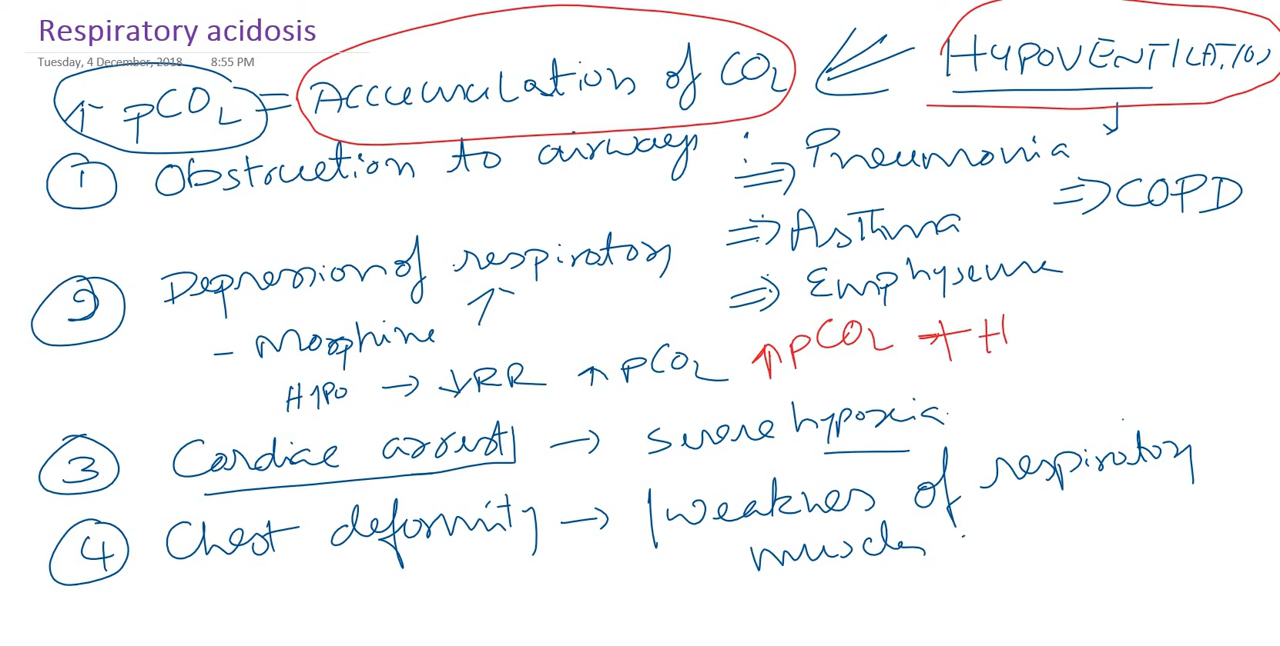 Respiratory acidosis
Tuesday, 4 December, 2018 8:55 PM
↑ pCO2 = Accumulation of CO2 ⇐ HYPOVENTILATION
① Obstruction to airways : ⇒ Pneumonia
⇒ COPD
⇒ Asthma
② Depression of respiratory
⇒ Emphysema
- Morphine ↑
HYPO → ↓RR ↑ pCO2 ↑pCO2 → H
③ Cardiac arrest → Severe hypoxia.
④ Chest deformity → weakness of respiratory
muscles.